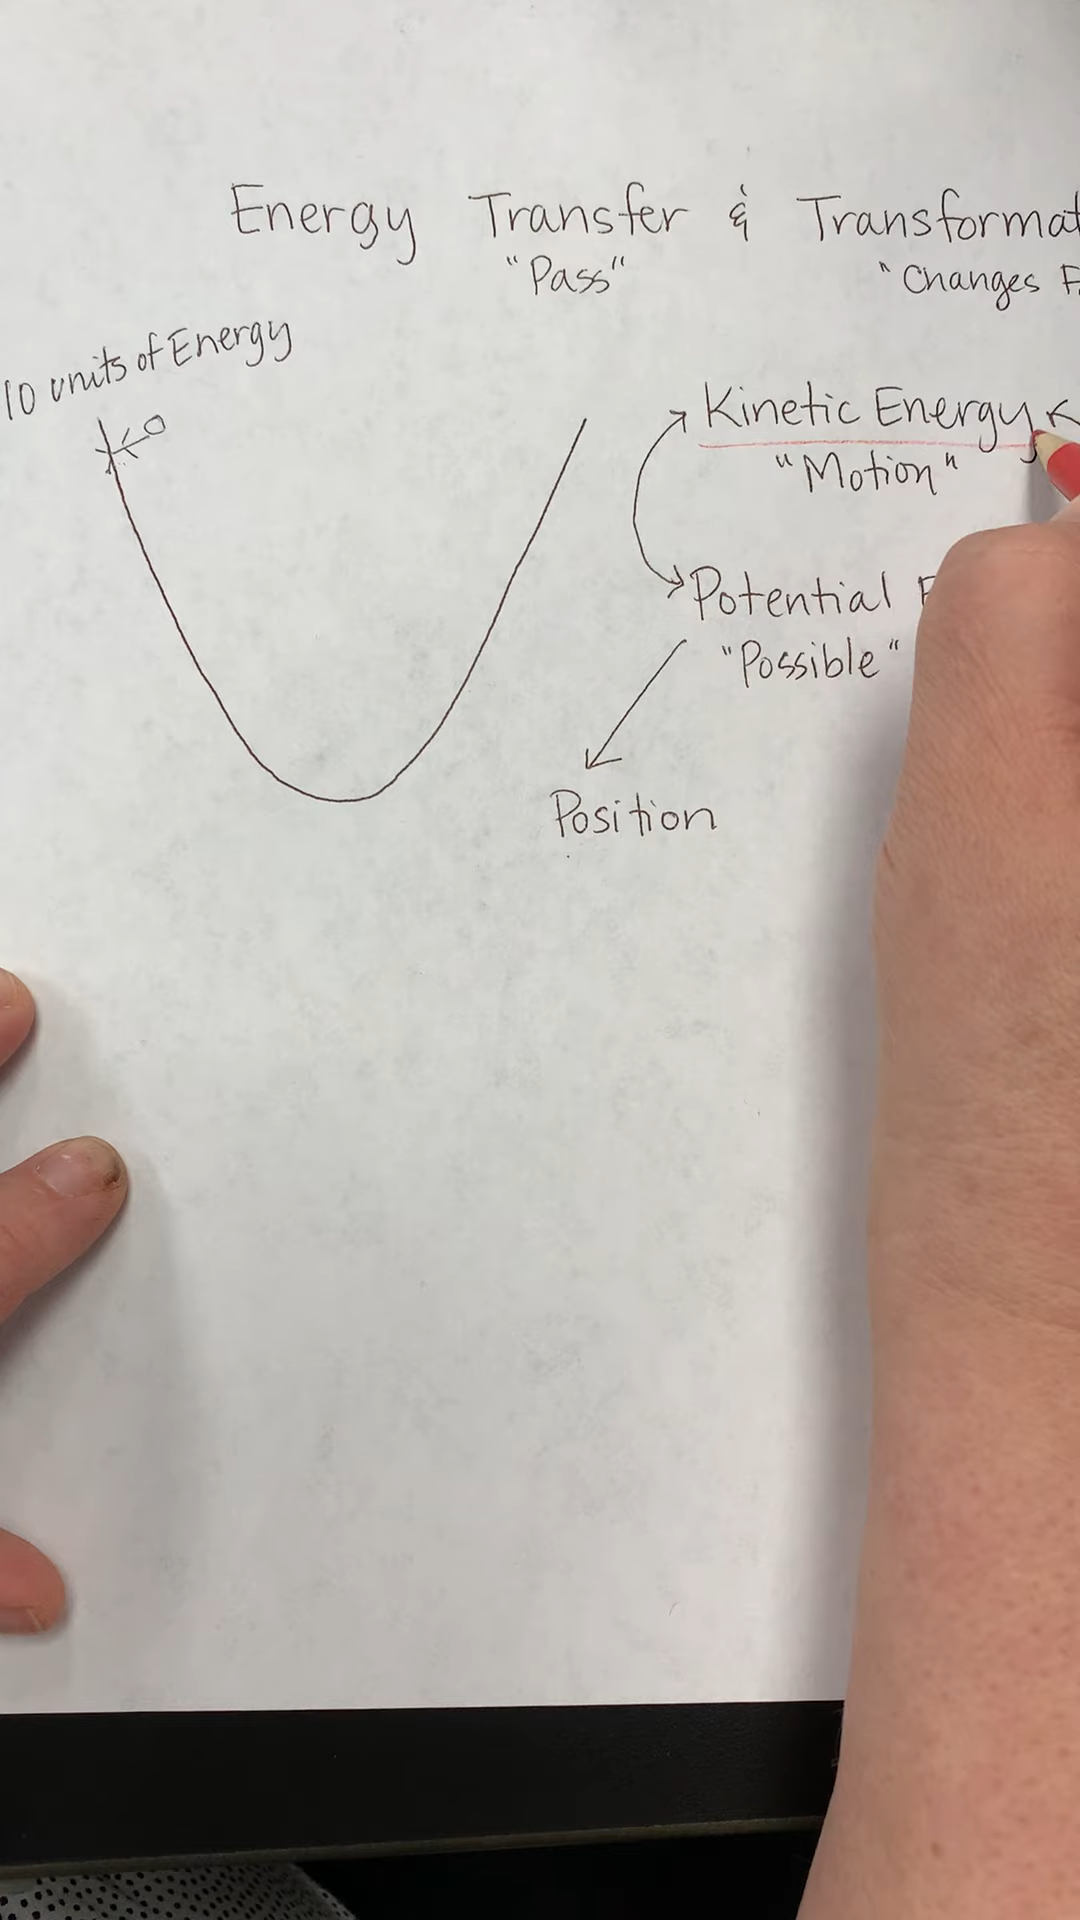 Energy Transfer & Transformat
"Pass"
"Changes
10 units of Energy
Kinetic Energy
"Motion"
Potential
"Possible"
Position